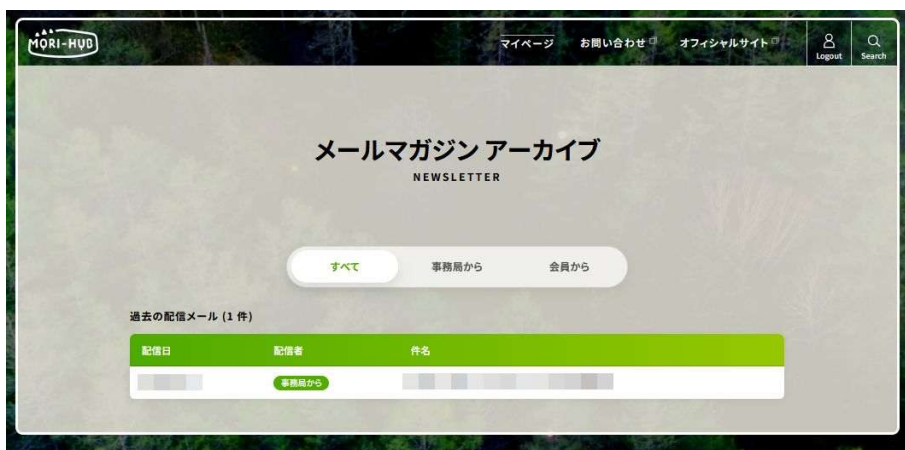 MORI-HUB
マイページ
お問い合わせ
オフィシャルサイト
Logout
Search
メールマガジン アーカイブ
NEWSLETTER
すべて
事務局から
会員から
過去の配信メール (1 件)
配信日 配信者 件名
事務局から